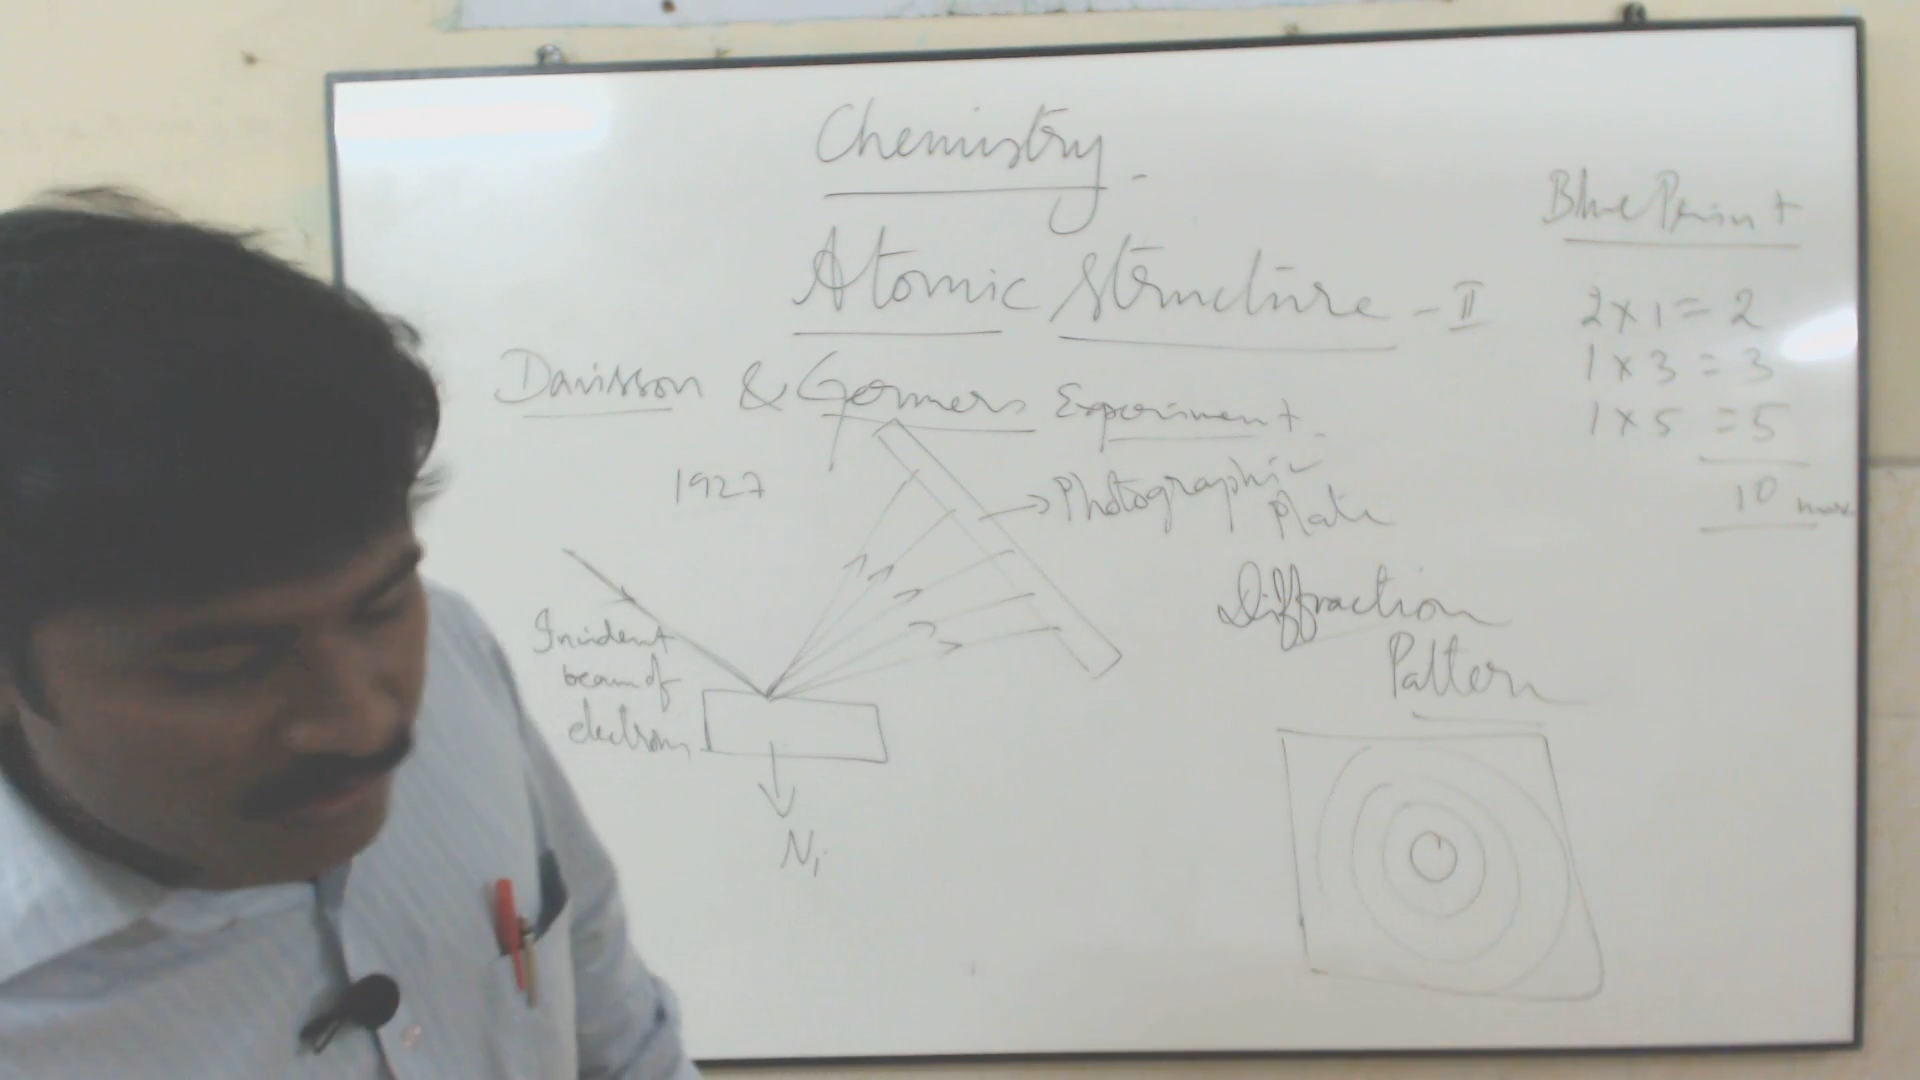 Chemistry
Atomic Structure - II
Davisson & Germers Experiment
1927
Photographic
Plate
Incident
beam of
electrons
Ni
Diffraction
Pattern
Blue Print
2 x 1 = 2
1 x 3 = 3
1 x 5 = 5
10